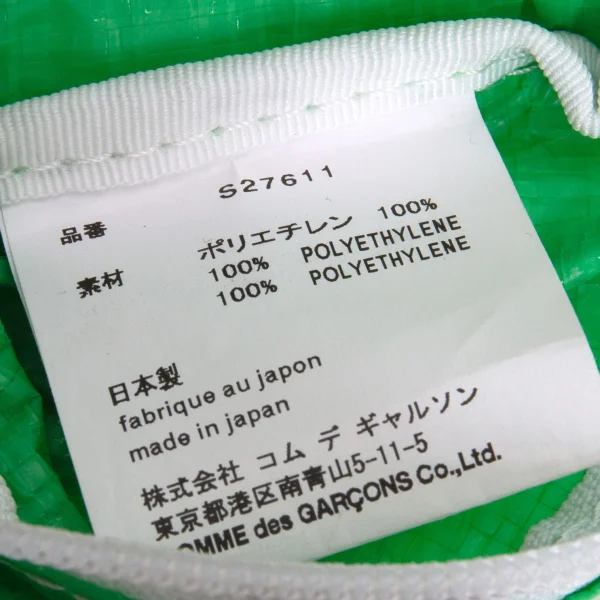 品番 S27611
素材 ポリエチレン 100%
100% POLYETHYLENE
100% POLYETHYLENE
日本製
fabrique au japon
made in japan
株式会社 コム デ ギャルソン
東京都港区南青山5-11-5
COMME des GARÇONS Co.,Ltd.